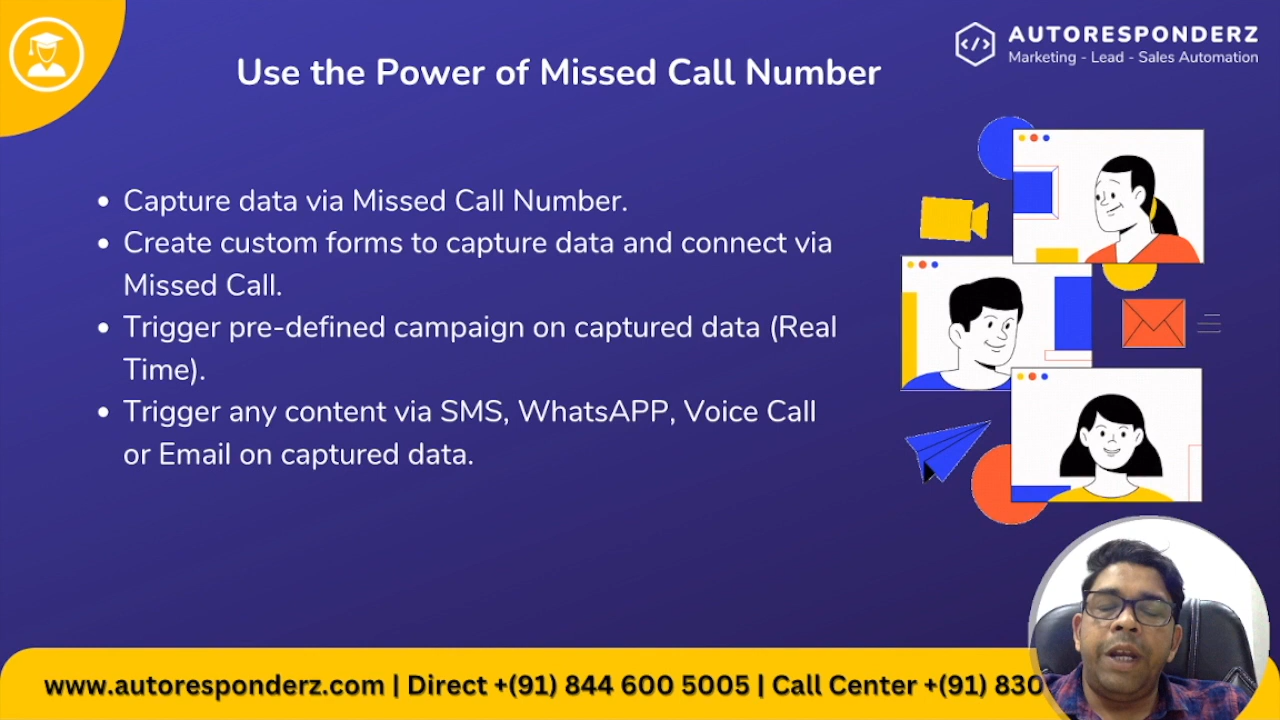 AUTORESPONDERZ
Marketing - Lead - Sales Automation
Use the Power of Missed Call Number
• Capture data via Missed Call Number.
• Create custom forms to capture data and connect via
Missed Call.
• Trigger pre-defined campaign on captured data (Real
Time).
• Trigger any content via SMS, WhatsAPP, Voice Call
or Email on captured data.
www.autoresponderz.com | Direct +(91) 844 600 5005 | Call Center +(91) 830